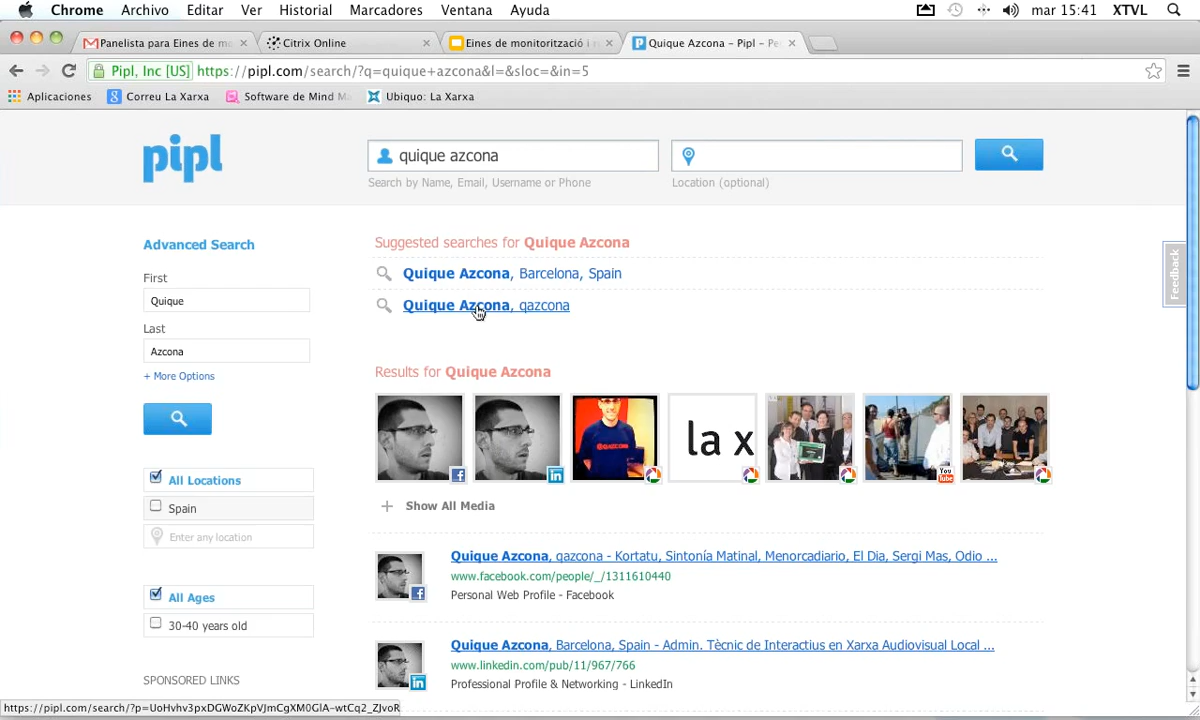 Chrome Archivo Editar Ver Historial Marcadores Ventana Ayuda mar 15:41 XTVL
Panelista para Eines de mo Citrix Online Eines de monitorització i r Quique Azcona - Pipl - Pe
Pipl, Inc [US] https://pipl.com/search/?q=quique+azcona&l=&sloc=&in=5
Aplicaciones Correu La Xarxa Software de Mind Ma Ubiquo: La Xarxa
pipl
quique azcona
Search by Name, Email, Username or Phone Location (optional)
Advanced Search
First
Quique
Last
Azcona
+ More Options
All Locations
Spain
Enter any location
All Ages
30-40 years old
SPONSORED LINKS
Suggested searches for Quique Azcona
Quique Azcona, Barcelona, Spain
Quique Azcona, qazcona
Results for Quique Azcona
la x
You
Tube
Show All Media
Quique Azcona, qazcona - Kortatu, Sintonía Matinal, Menorcadiario, El Dia, Sergi Mas, Odio ...
www.facebook.com/people/_/1311610440
Personal Web Profile - Facebook
Quique Azcona, Barcelona, Spain - Admin. Tècnic de Interactius en Xarxa Audiovisual Local ...
www.linkedin.com/pub/11/967/766
Professional Profile & Networking - LinkedIn
Feedback